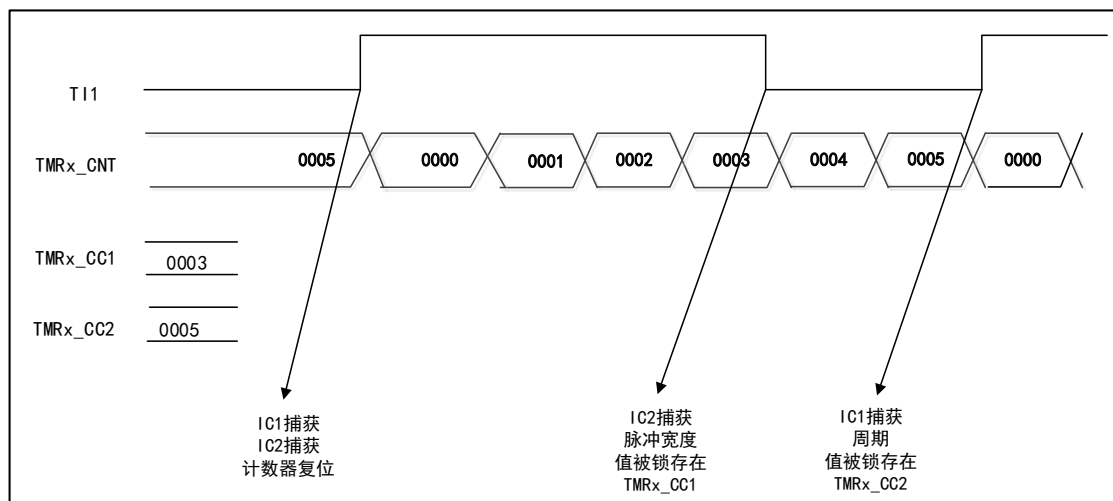 TI1
TMRx_CNT
0005 0000 0001 0002 0003 0004 0005 0000
TMRx_CC1
0003
TMRx_CC2
0005
IC1捕获
IC2捕获
计数器复位
IC2捕获
脉冲宽度
值被锁存在
TMRx_CC1
IC1捕获
周期
值被锁存在
TMRx_CC2